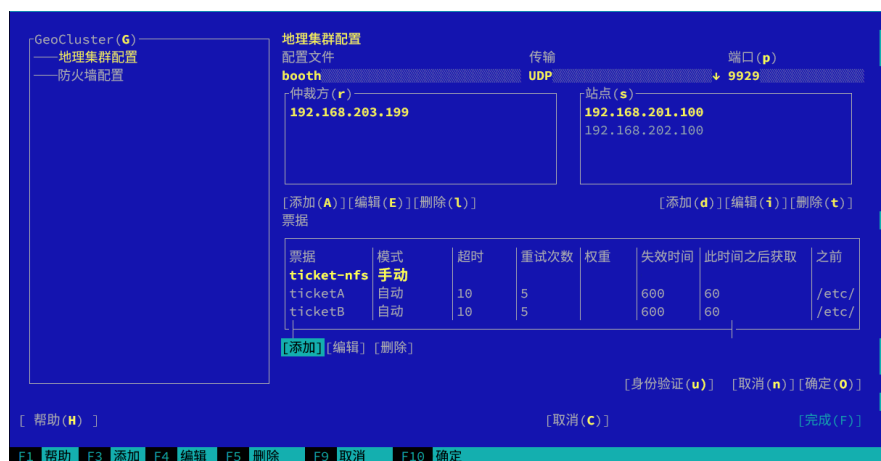 GeoCluster(G)
地理集群配置
防火墙配置
地理集群配置
配置文件 传输 端口(p)
booth UDP ↓ 9929
仲裁方(r) 站点(s)
192.168.203.199 192.168.201.100
192.168.202.100
[添加(A)][编辑(E)][删除(l)] [添加(d)][编辑(i)][删除(t)]
票据
票据 模式 超时 重试次数 权重 失效时间 此时间之后获取 之前
ticket-nfs 手动
ticketA 自动 10 5 600 60 /etc/
ticketB 自动 10 5 600 60 /etc/
[添加][编辑] [删除]
[身份验证(u)] [取消(n)][确定(O)]
[ 帮助(H) ] [取消(C)] [完成(F)]
F1 帮助 F3 添加 F4 编辑 F5 删除 F9 取消 F10 确定